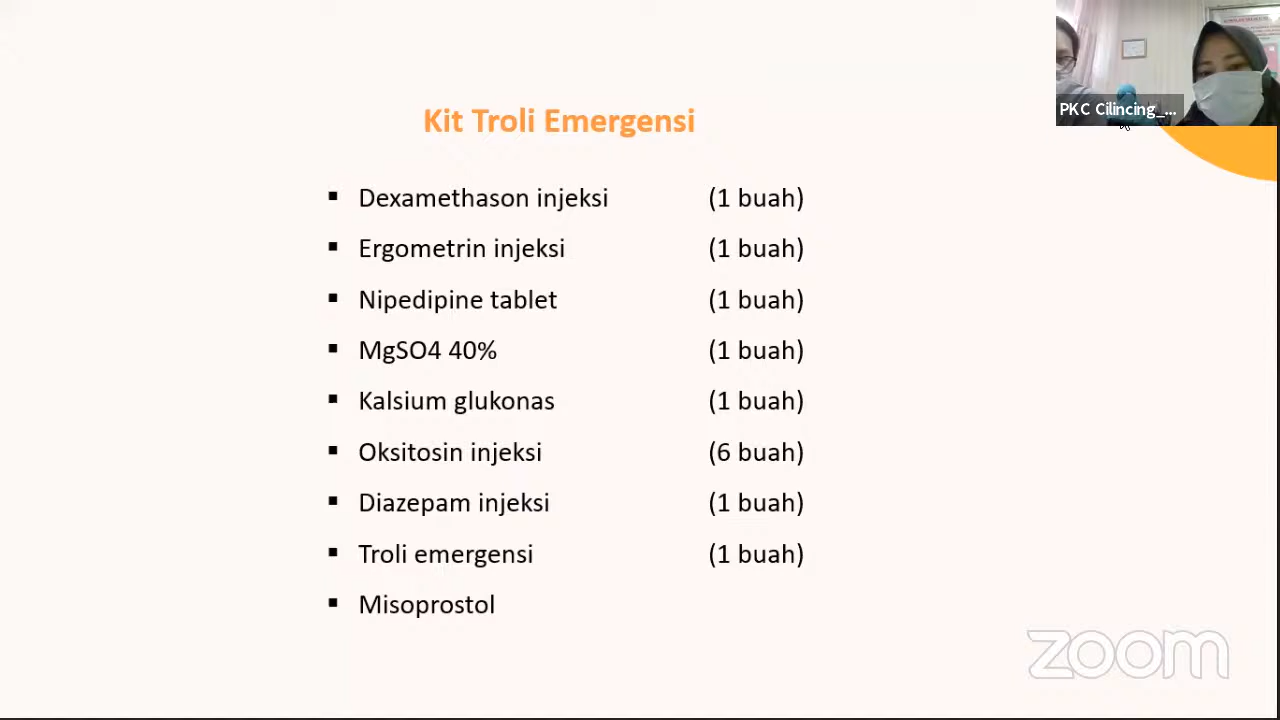 Kit Troli Emergensi
PKC Cilincing_...
▪ Dexamethason injeksi (1 buah)
▪ Ergometrin injeksi (1 buah)
▪ Nipedipine tablet (1 buah)
▪ MgSO4 40% (1 buah)
▪ Kalsium glukonas (1 buah)
▪ Oksitosin injeksi (6 buah)
▪ Diazepam injeksi (1 buah)
▪ Troli emergensi (1 buah)
▪ Misoprostol
zoom